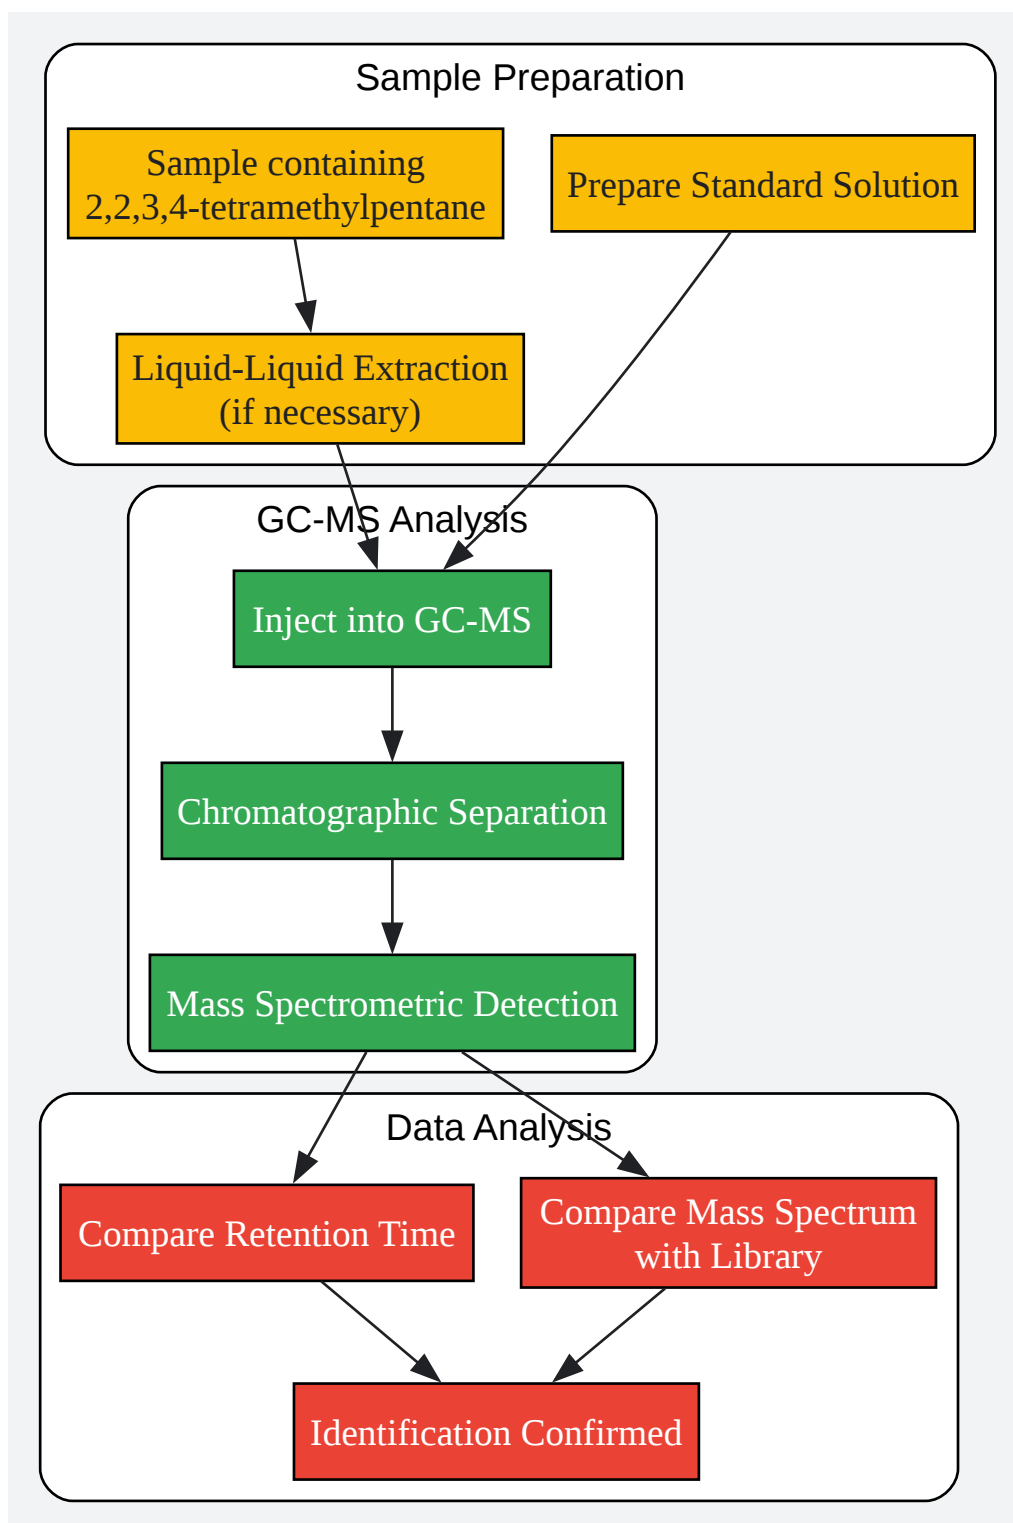 Sample Preparation
Sample containing
2,2,3,4-tetramethylpentane
Prepare Standard Solution
Liquid-Liquid Extraction
(if necessary)
GC-MS Analysis
Inject into GC-MS
Chromatographic Separation
Mass Spectrometric Detection
Data Analysis
Compare Retention Time
Compare Mass Spectrum
with Library
Identification Confirmed